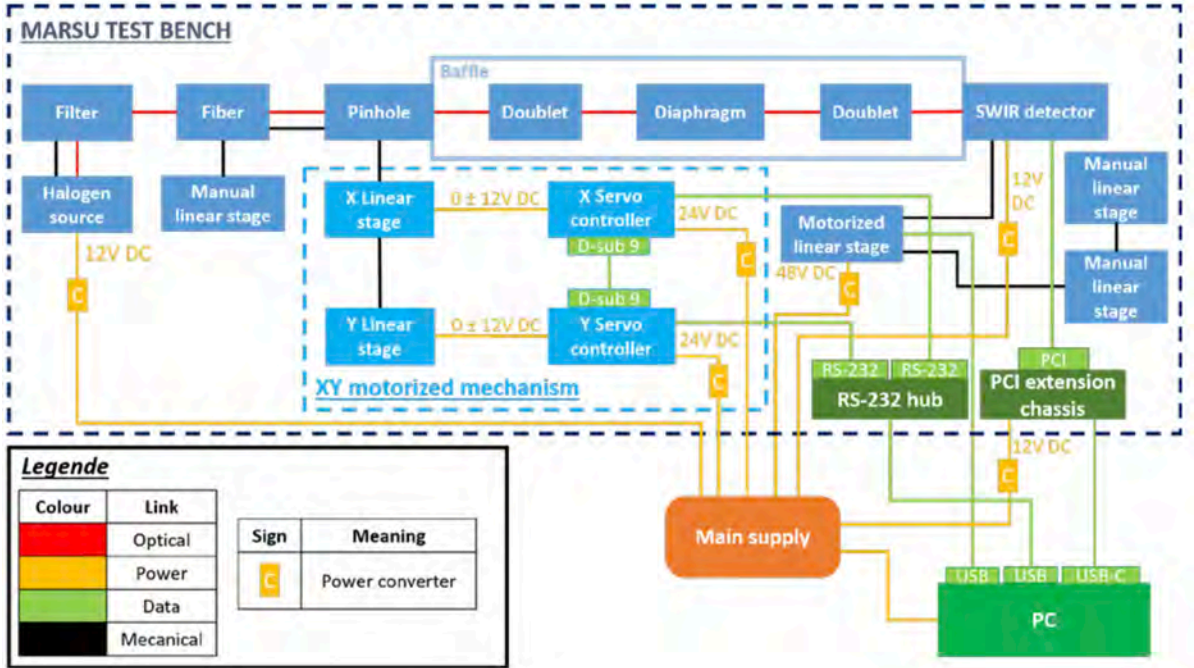 MARSU TEST BENCH
Baffle
Filter
Fiber
Pinhole
Doublet
Diaphragm
Doublet
SWIR detector
Halogen
source
Manual
linear stage
X Linear
stage
0 ± 12V DC
X Servo
controller
D-sub 9
24V DC
C
Motorized
linear stage
48V DC
C
12V
DC
C
Manual
linear
stage
Manual
linear
stage
12V DC
C
D-sub 9
Y Linear
stage
0 ± 12V DC
Y Servo
controller
24V DC
C
XY motorized mechanism
RS-232
RS-232
RS-232 hub
PCI
PCI extension
chassis
12V DC
C
Main supply
USB
USB
USB-C
PC
Legende
Colour
Link
Optical
Power
Data
Mecanical
Sign
Meaning
C
Power converter